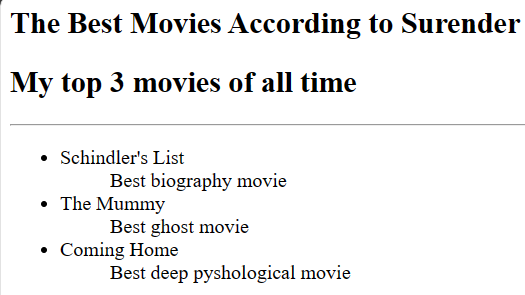 The Best Movies According to Surender
My top 3 movies of all time
Schindler's List
Best biography movie
The Mummy
Best ghost movie
Coming Home
Best deep pyshological movie